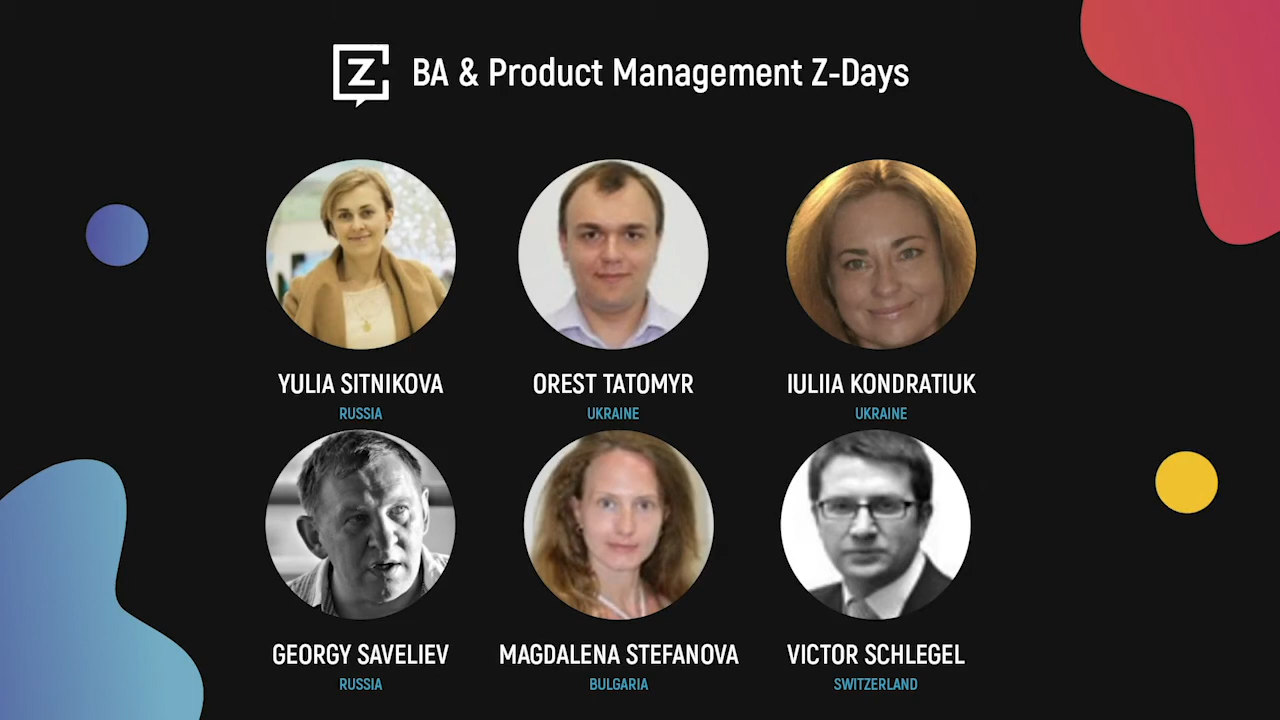 Z BA & Product Management Z-Days
YULIA SITNIKOVA
RUSSIA
OREST TATOMYR
UKRAINE
IULIIA KONDRATIUK
UKRAINE
GEORGY SAVELIEV
RUSSIA
MAGDALENA STEFANOVA
BULGARIA
VICTOR SCHLEGEL
SWITZERLAND